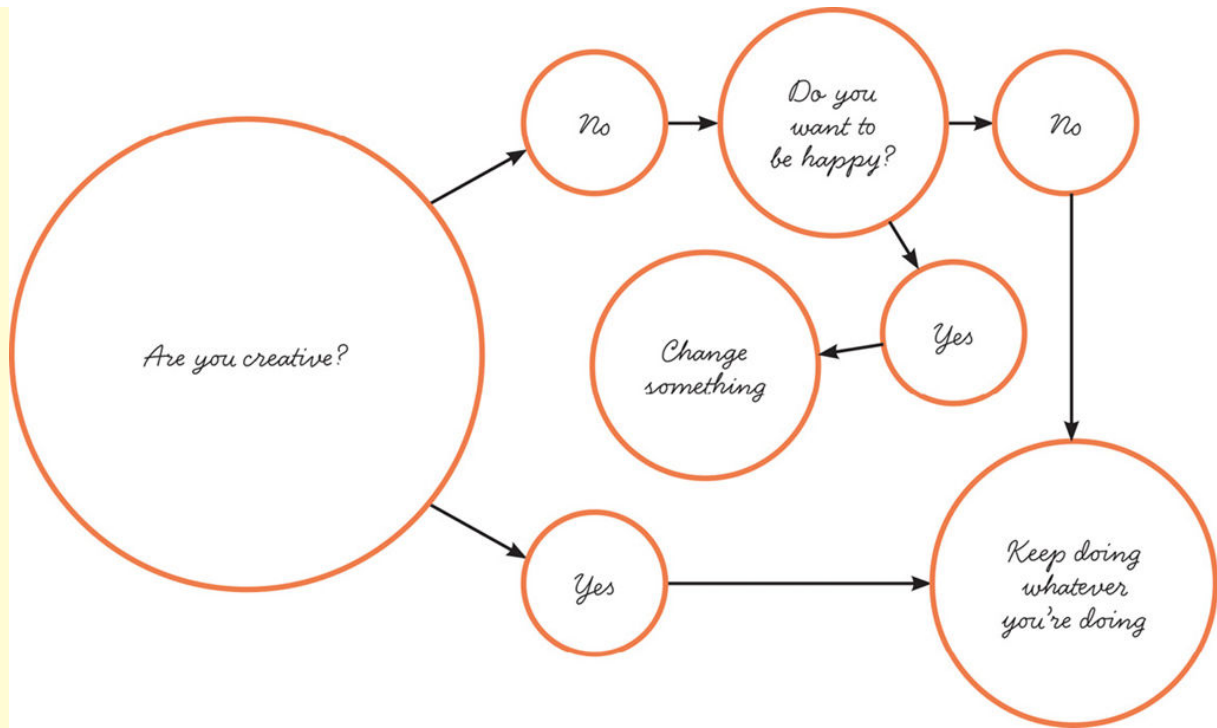 Are you creative?
No
Do you
want to
be happy?
No
Yes
Change
something
Yes
Keep doing
whatever
you're doing